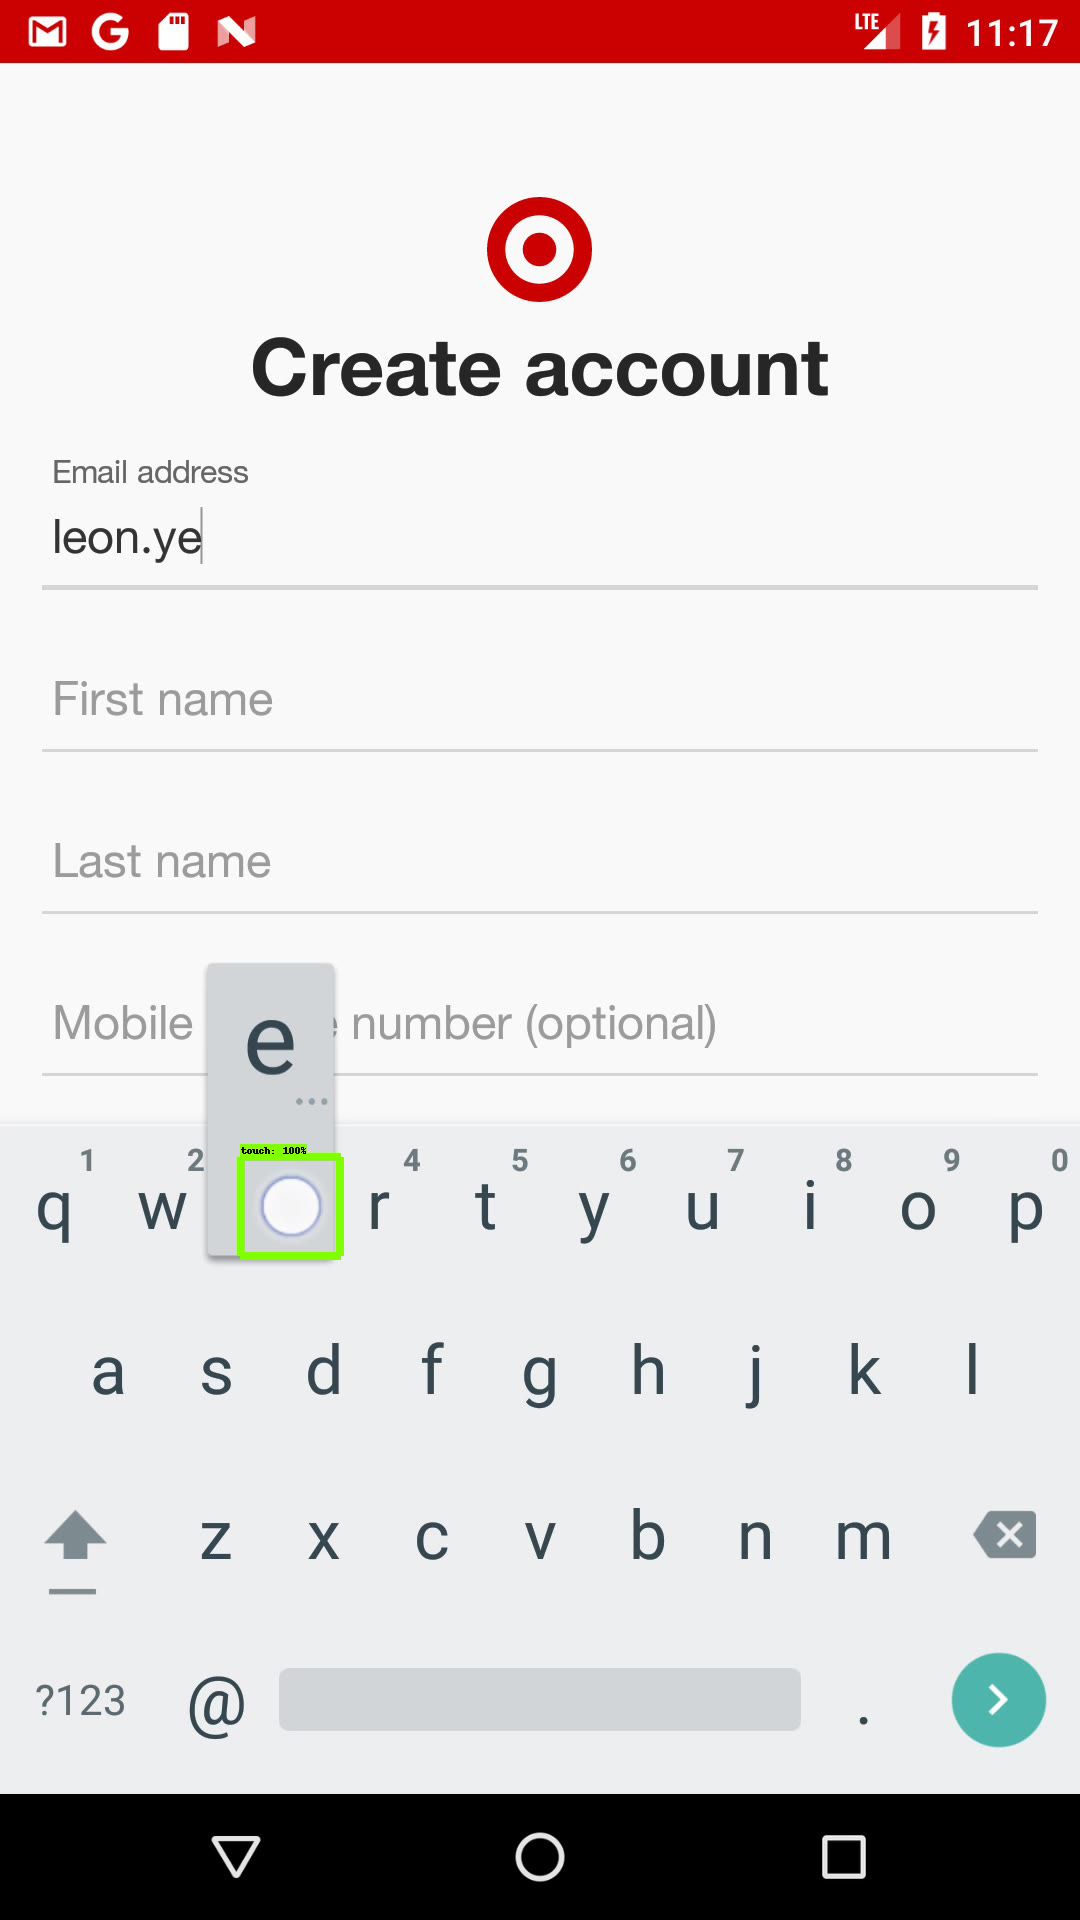 LTE 11:17
Create account
Email address
leon.ye
First name
Last name
Mobile number (optional)
e
...
touch: 100%
1 2 4 5 6 7 8 9 0
q w r t y u i o p
a s d f g h j k l
z x c v b n m
?123 @ .